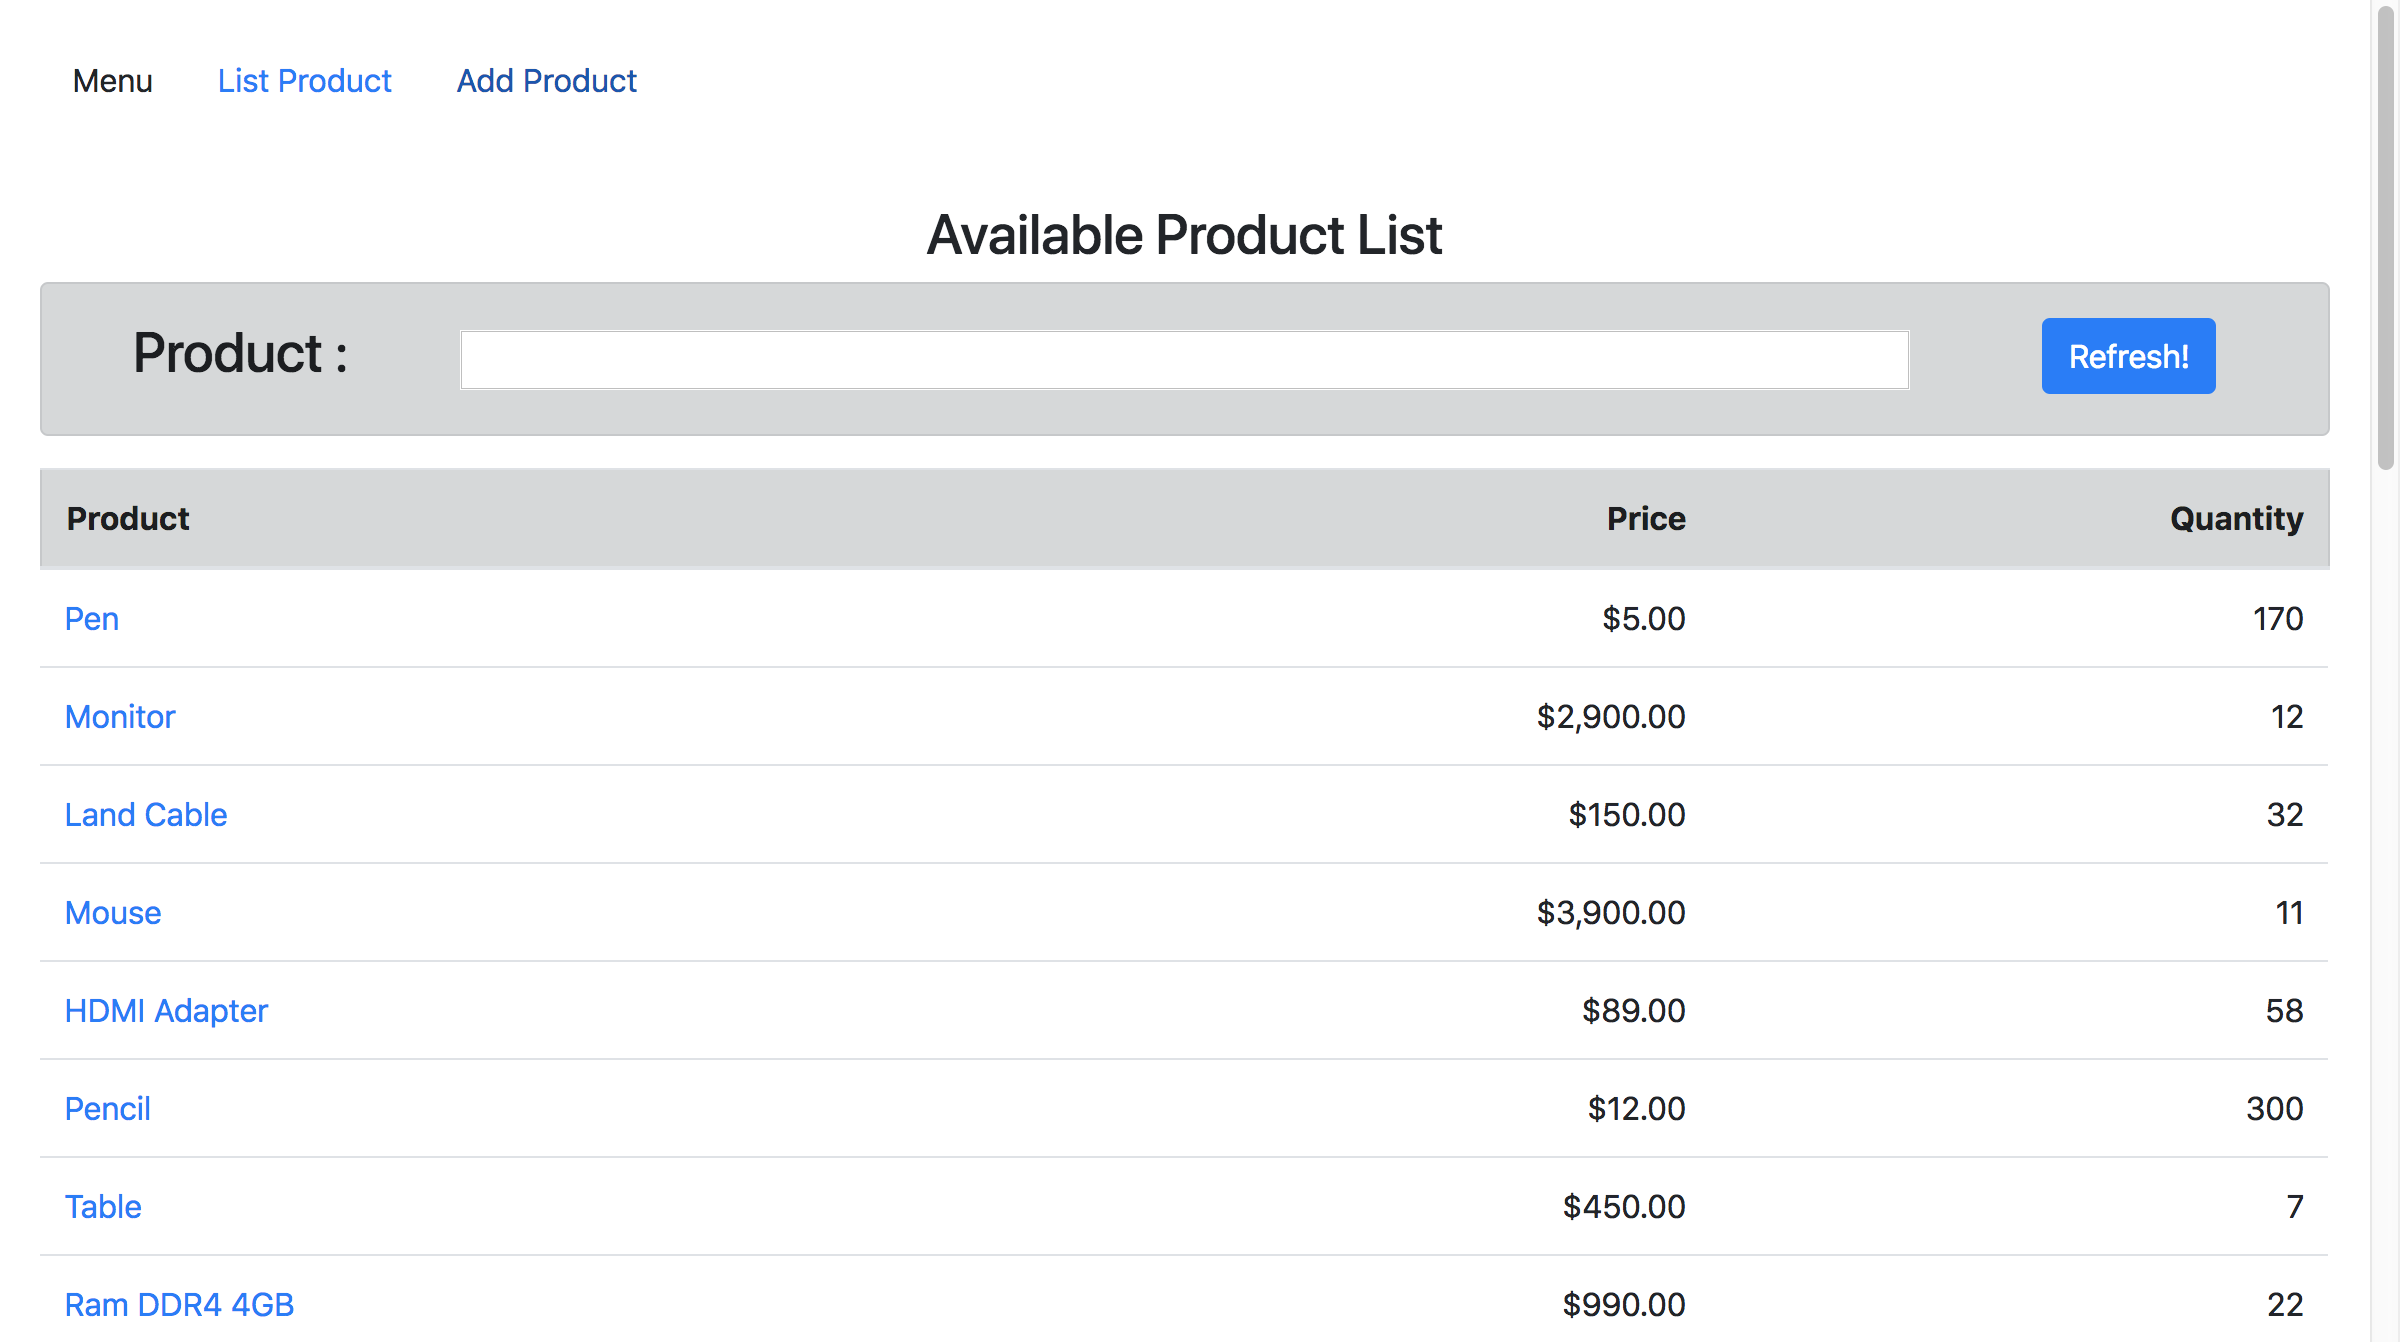 Menu List Product Add Product
Available Product List
Product : Refresh!
Product Price Quantity
Pen $5.00 170
Monitor $2,900.00 12
Land Cable $150.00 32
Mouse $3,900.00 11
HDMI Adapter $89.00 58
Pencil $12.00 300
Table $450.00 7
Ram DDR4 4GB $990.00 22